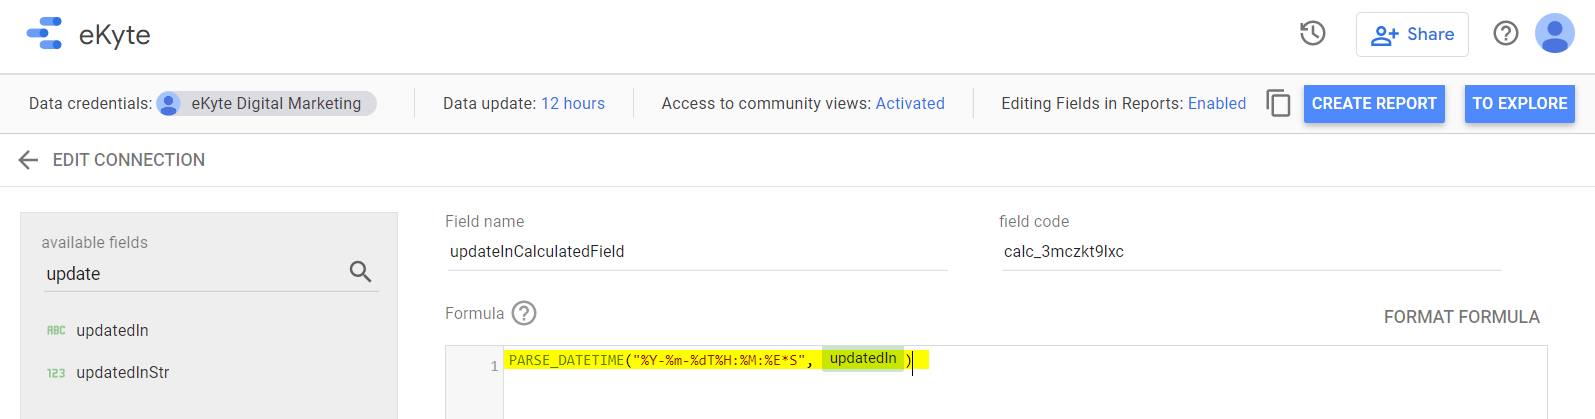 eKyte
Share
Data credentials: eKyte Digital Marketing
Data update: 12 hours
Access to community views: Activated
Editing Fields in Reports: Enabled
CREATE REPORT
TO EXPLORE
EDIT CONNECTION
available fields
update
ABC updatedIn
123 updatedInStr
Field name
updateInCalculatedField
field code
calc_3mczkt9lxc
Formula
FORMAT FORMULA
1 PARSE_DATETIME("%Y-%m-%dT%H:%M:%E*S", updatedIn )